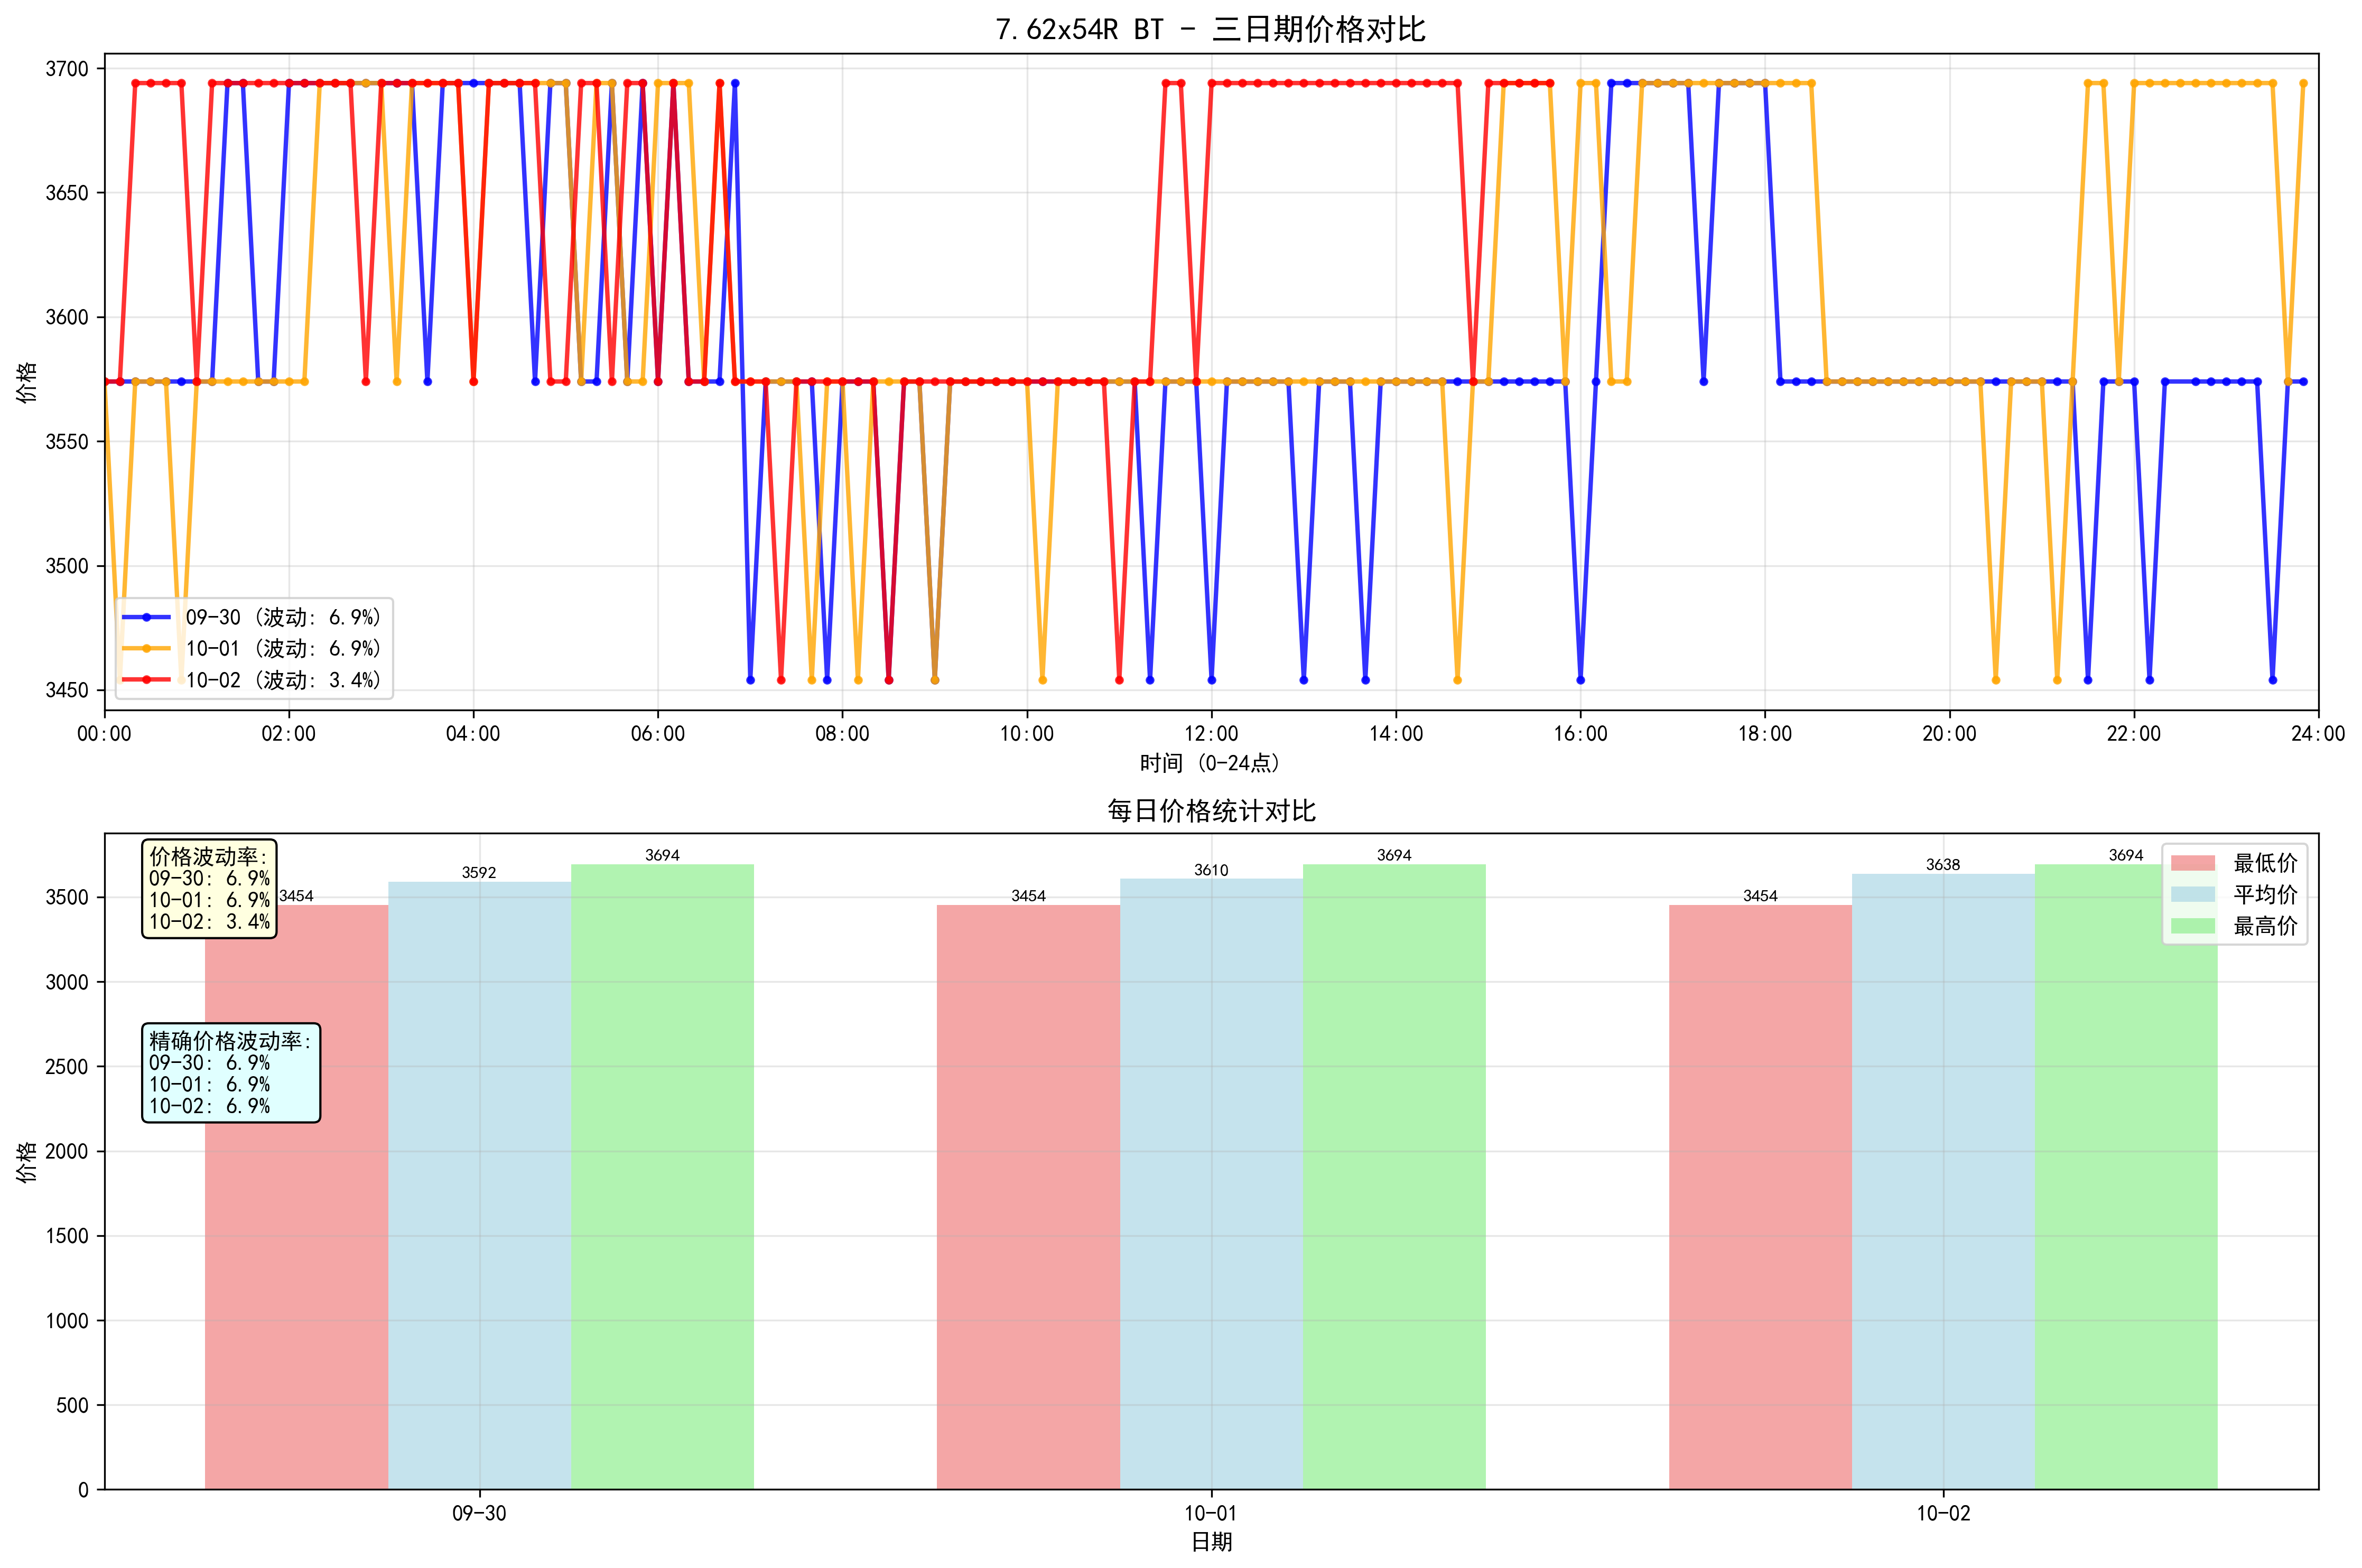 7.62x54R BT - 三日期价格对比
价格
3700
3650
3600
3550
3500
3450
09-30 (波动: 6.9%)
10-01 (波动: 6.9%)
10-02 (波动: 3.4%)
00:00 02:00 04:00 06:00 08:00 10:00 12:00 14:00 16:00 18:00 20:00 22:00 24:00
时间 (0-24点)
每日价格统计对比
价格
3500
3000
2500
2000
1500
1000
500
0
价格波动率:
09-30: 6.9%
10-01: 6.9%
10-02: 3.4%
精确价格波动率:
09-30: 6.9%
10-01: 6.9%
10-02: 6.9%
3454 3592 3694 3454 3610 3694 3454 3638 3694
最低价
平均价
最高价
09-30 10-01 10-02
日期